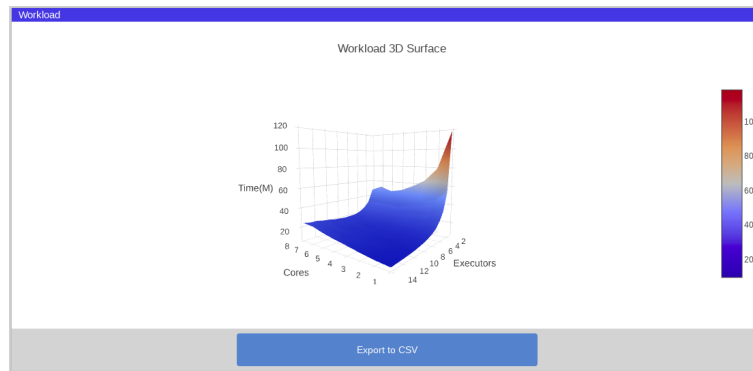 Workload
Workload 3D Surface
120
100
80
60
40
20
Time(M)
8 7 6 5 4 3 2 1
Cores
14 12 10 8 6 4 2
Executors
80
60
40
20
Export to CSV